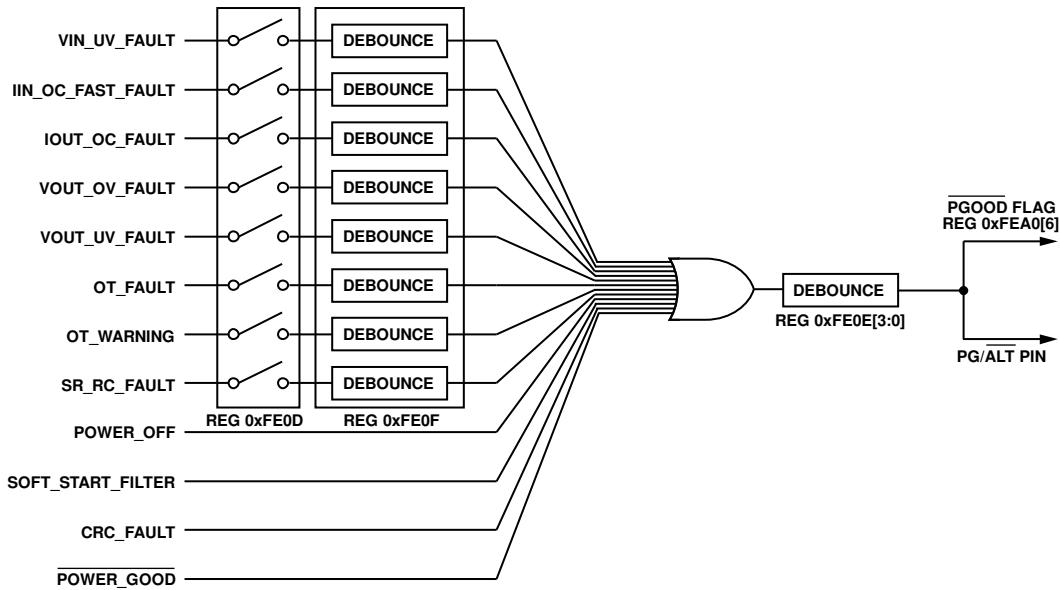 VIN_UV_FAULT
DEBOUNCE
IIN_OC_FAST_FAULT
DEBOUNCE
IOUT_OC_FAULT
DEBOUNCE
VOUT_OV_FAULT
DEBOUNCE
VOUT_UV_FAULT
DEBOUNCE
OT_FAULT
DEBOUNCE
OT_WARNING
DEBOUNCE
SR_RC_FAULT
DEBOUNCE
REG 0xFE0D
REG 0xFE0F
POWER_OFF
SOFT_START_FILTER
CRC_FAULT
POWER_GOOD
DEBOUNCE
REG 0xFE0E[3:0]
PGOOD FLAG
REG 0xFEA0[6]
PG/ALT PIN